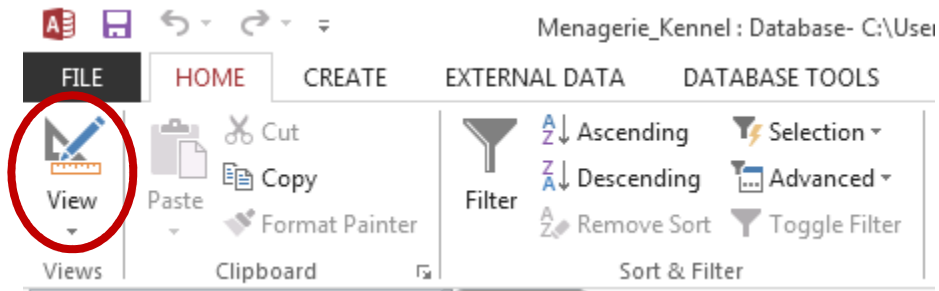 Menagerie_Kennel : Database- C:\User
FILE HOME CREATE EXTERNAL DATA DATABASE TOOLS
View
Views
Paste
Cut
Copy
Format Painter
Clipboard
Filter
Ascending
Descending
Remove Sort
Selection
Advanced
Toggle Filter
Sort & Filter